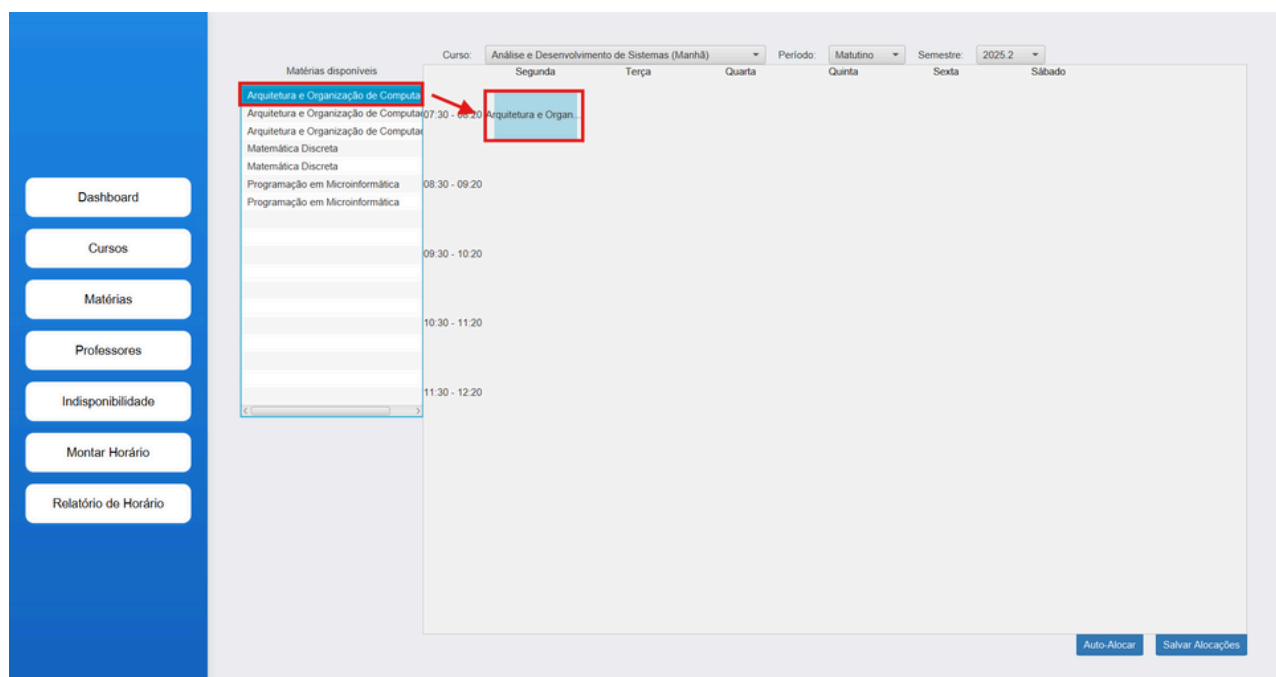 Curso: Análise e Desenvolvimento de Sistemas (Manhã) Período: Matutino Semestre: 2025.2
Matérias disponíveis
Segunda Terça Quarta Quinta Sexta Sábado
Arquitetura e Organização de Computa
Arquitetura e Organização de Computa
Arquitetura e Organização de Computa
Matemática Discreta
Matemática Discreta
Programação em Microinformática
Programação em Microinformática
07:30 - 08:20 Arquitetura e Organ...
08:30 - 09:20
09:30 - 10:20
10:30 - 11:20
11:30 - 12:20
Dashboard
Cursos
Matérias
Professores
Indisponibilidade
Montar Horário
Relatório de Horário
Auto-Alocar Salvar Alocações